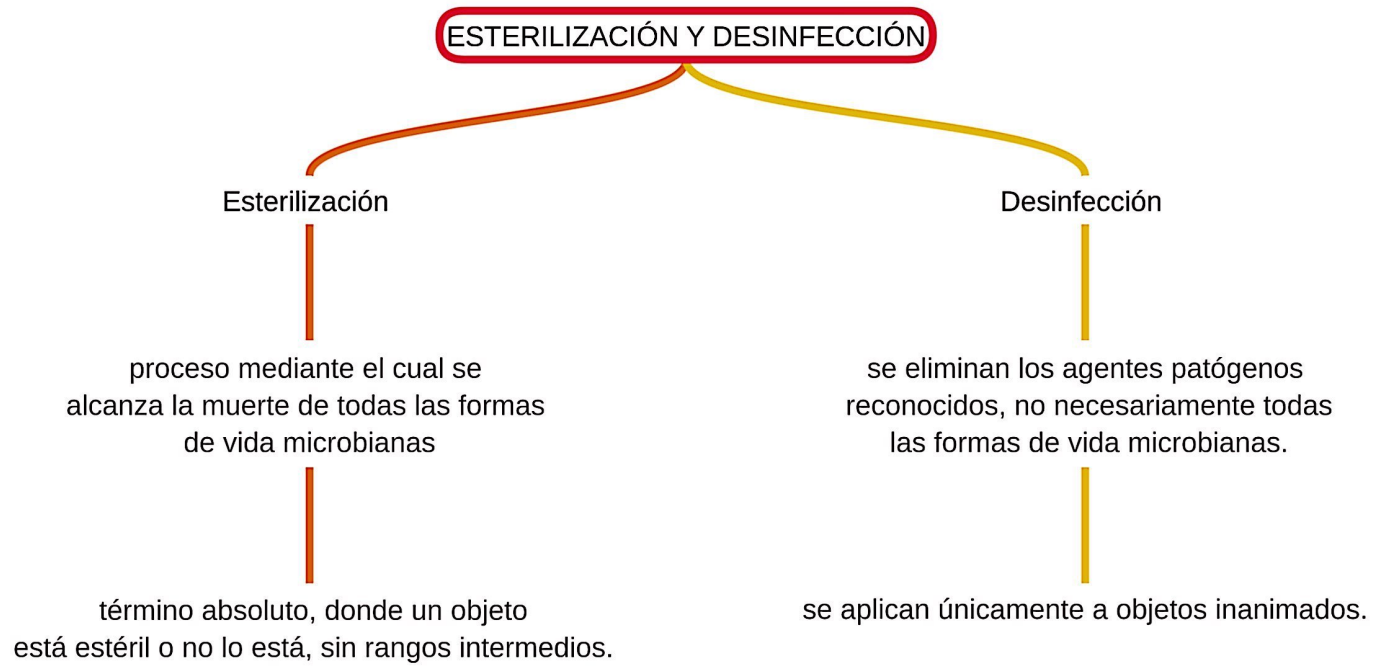 ESTERILIZACIÓN Y DESINFECCIÓN
Esterilización
proceso mediante el cual se
alcanza la muerte de todas las formas
de vida microbianas
término absoluto, donde un objeto
está estéril o no lo está, sin rangos intermedios.
Desinfección
se eliminan los agentes patógenos
reconocidos, no necesariamente todas
las formas de vida microbianas.
se aplican únicamente a objetos inanimados.